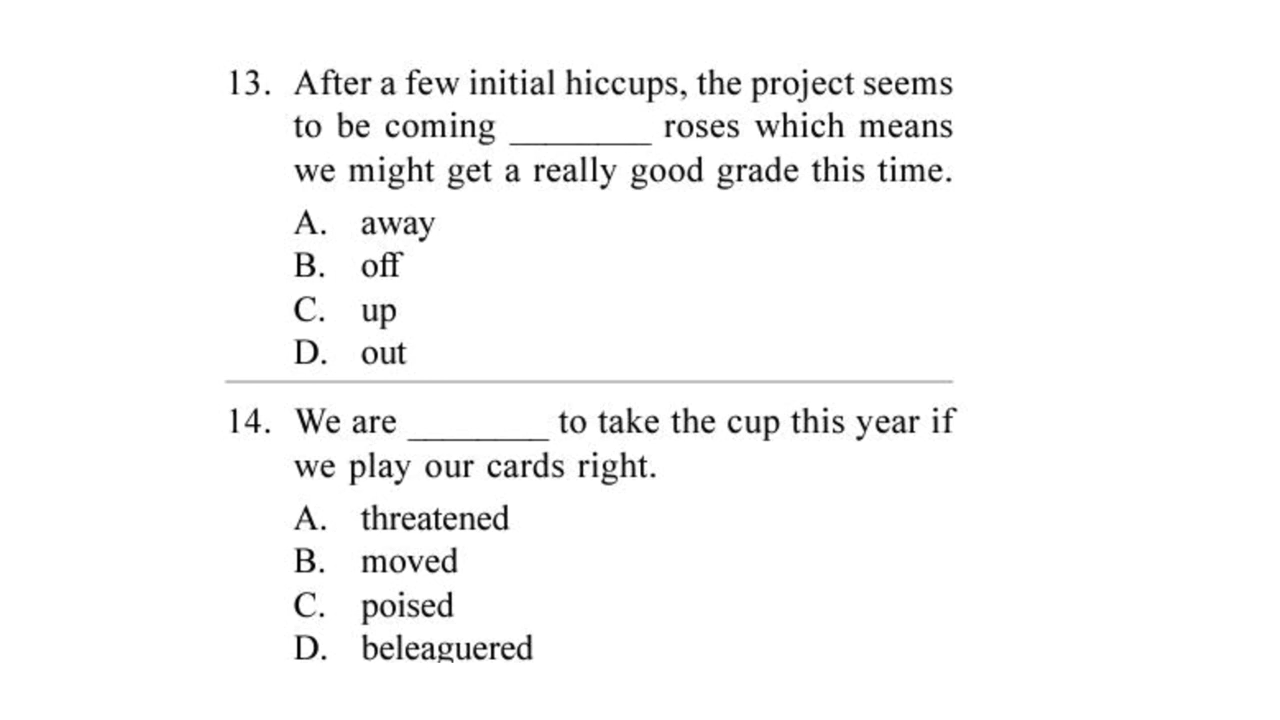 13. After a few initial hiccups, the project seems
to be coming ________ roses which means
we might get a really good grade this time.
A. away
B. off
C. up
D. out
14. We are ________ to take the cup this year if
we play our cards right.
A. threatened
B. moved
C. poised
D. beleaguered